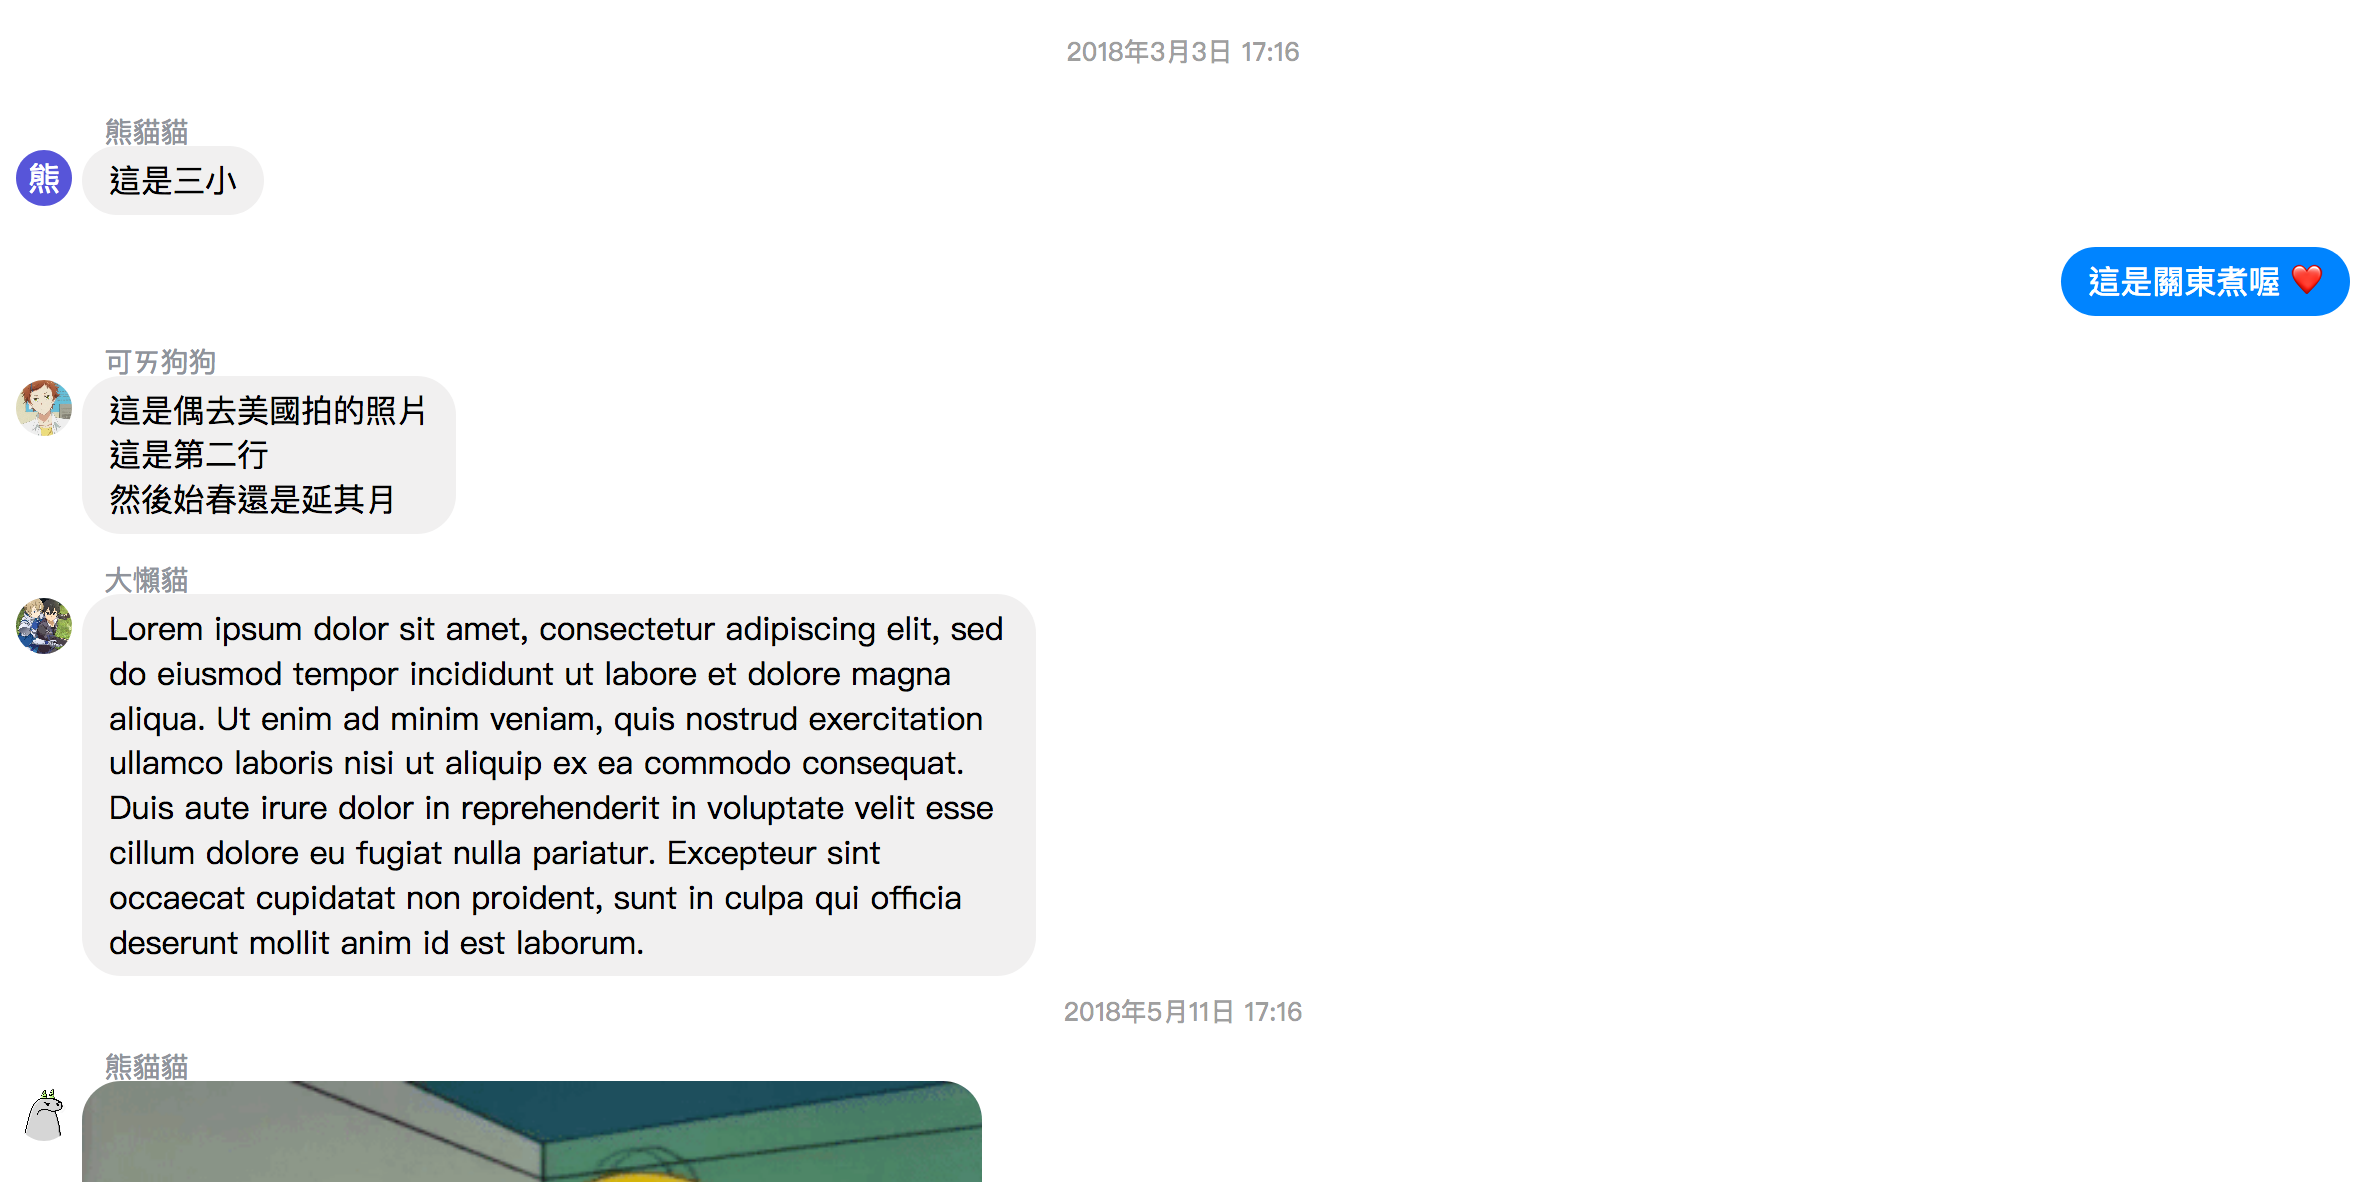 2018年3月3日 17:16
熊貓貓
熊
這是三小
這是關東煮喔 ❤️
可ㄞ狗狗
這是偶去美國拍的照片
這是第二行
然後始春還是延其月
大懶貓
Lorem ipsum dolor sit amet, consectetur adipiscing elit, sed
do eiusmod tempor incididunt ut labore et dolore magna
aliqua. Ut enim ad minim veniam, quis nostrud exercitation
ullamco laboris nisi ut aliquip ex ea commodo consequat.
Duis aute irure dolor in reprehenderit in voluptate velit esse
cillum dolore eu fugiat nulla pariatur. Excepteur sint
occaecat cupidatat non proident, sunt in culpa qui officia
deserunt mollit anim id est laborum.
2018年5月11日 17:16
熊貓貓